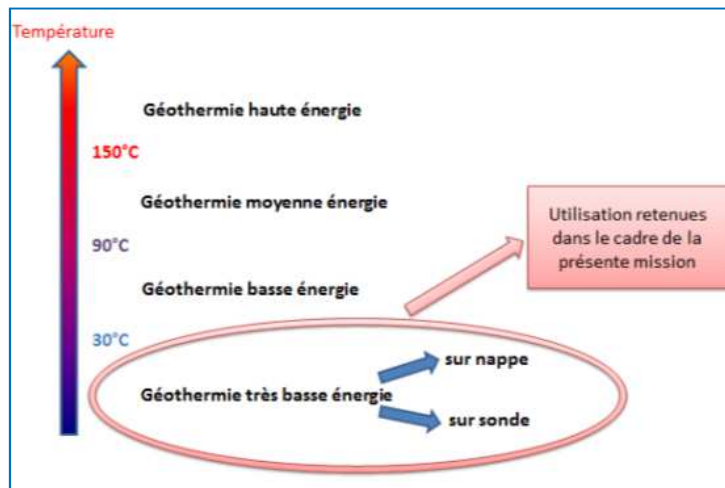 Température
Géothermie haute énergie
150°C
Géothermie moyenne énergie
90°C
Utilisation retenues
dans le cadre de la
présente mission
Géothermie basse énergie
30°C
sur nappe
Géothermie très basse énergie
sur sonde